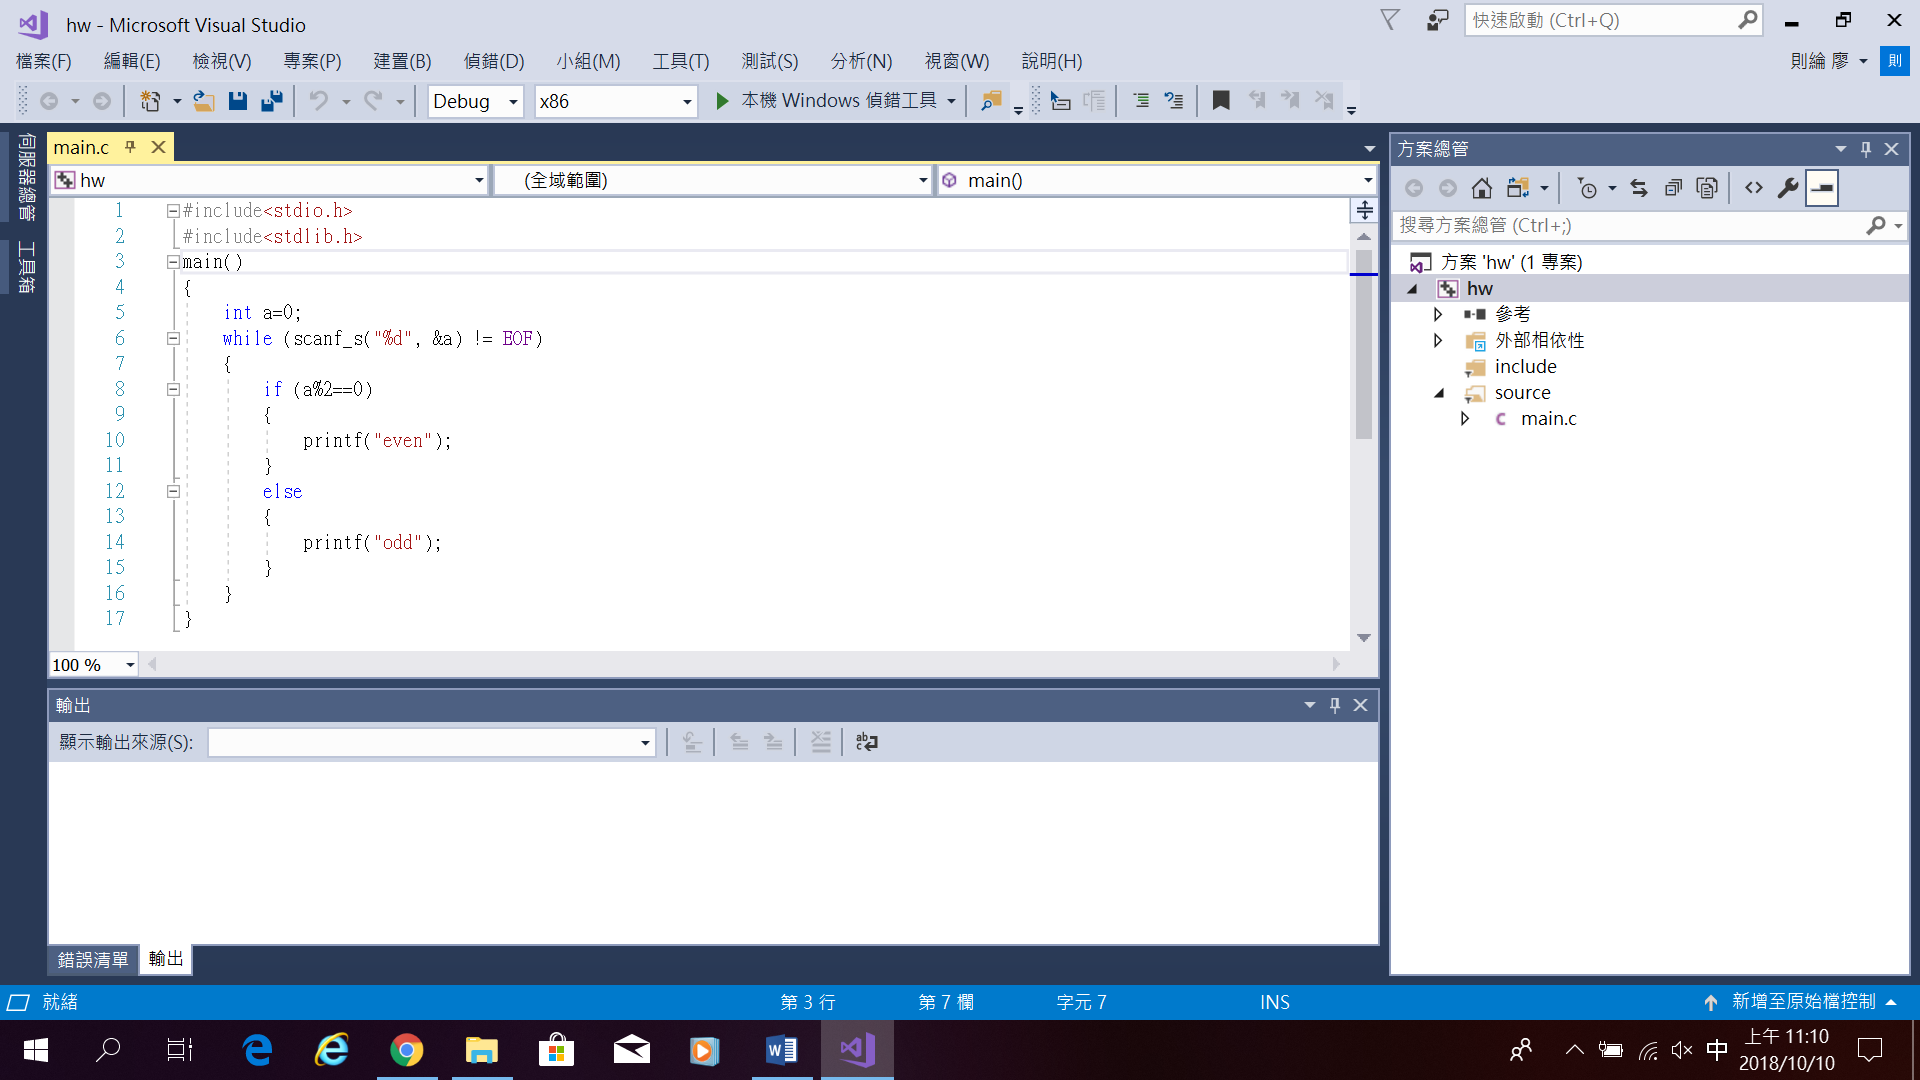 hw - Microsoft Visual Studio
快速啟動 (Ctrl+Q)
檔案(F) 編輯(E) 檢視(V) 專案(P) 建置(B) 偵錯(D) 小組(M) 工具(T) 測試(S) 分析(N) 視窗(W) 說明(H)
則綸 廖 則
Debug x86 本機 Windows 偵錯工具
伺服器總管
工具箱
main.c
hw (全域範圍) main()
1 #include<stdio.h>
2 #include<stdlib.h>
3 main()
4 {
5 int a=0;
6 while (scanf_s("%d", &a) != EOF)
7 {
8 if (a%2==0)
9 {
10 printf("even");
11 }
12 else
13 {
14 printf("odd");
15 }
16 }
17 }
100 %
輸出
顯示輸出來源(S):
錯誤清單 輸出
方案總管
搜尋方案總管 (Ctrl+;)
方案 'hw' (1 專案)
hw
參考
外部相依性
include
source
C main.c
就緒 第 3 行 第 7 欄 字元 7 INS 新增至原始檔控制
中
上午 11:10
2018/10/10